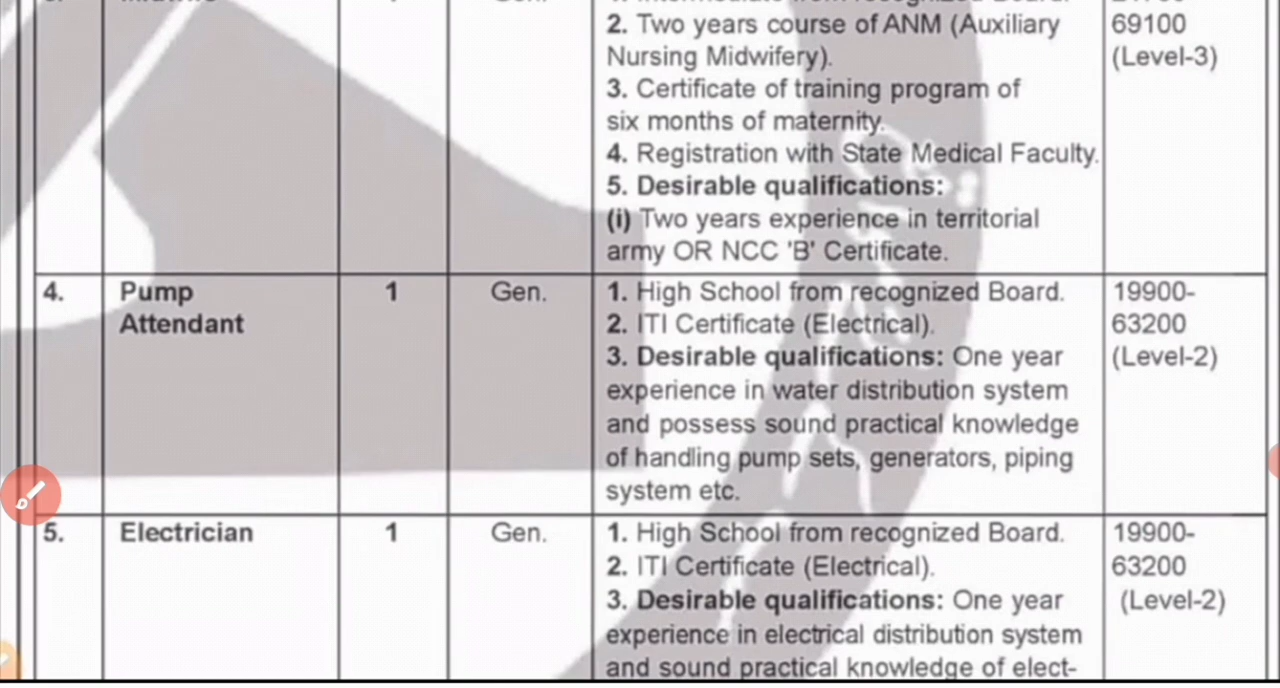 2. Two years course of ANM (Auxiliary
69100
Nursing Midwifery).
(Level-3)
3. Certificate of training program of
six months of maternity.
4. Registration with State Medical Faculty.
5. Desirable qualifications:
(i) Two years experience in territorial
army OR NCC 'B' Certificate.
4. Pump Attendant 1 Gen.
1. High School from recognized Board.
2. ITI Certificate (Electrical).
3. Desirable qualifications: One year
experience in water distribution system
and possess sound practical knowledge
of handling pump sets, generators, piping
system etc.
19900-
63200
(Level-2)
5. Electrician 1 Gen.
1. High School from recognized Board.
2. ITI Certificate (Electrical).
3. Desirable qualifications: One year
experience in electrical distribution system
and sound practical knowledge of elect-
19900-
63200
(Level-2)